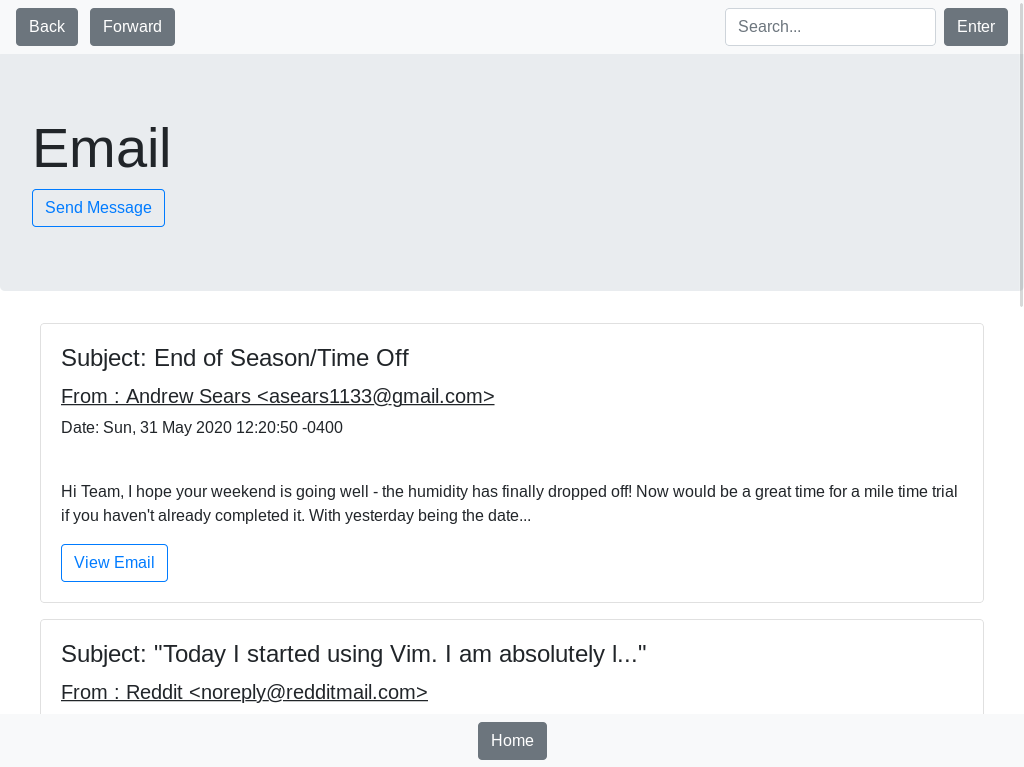 Back Forward Search... Enter
Email
Send Message
Subject: End of Season/Time Off
From : Andrew Sears <asears1133@gmail.com>
Date: Sun, 31 May 2020 12:20:50 -0400
Hi Team, I hope your weekend is going well - the humidity has finally dropped off! Now would be a great time for a mile time trial
if you haven't already completed it. With yesterday being the date...
View Email
Subject: "Today I started using Vim. I am absolutely l..."
From : Reddit <noreply@redditmail.com>
Home